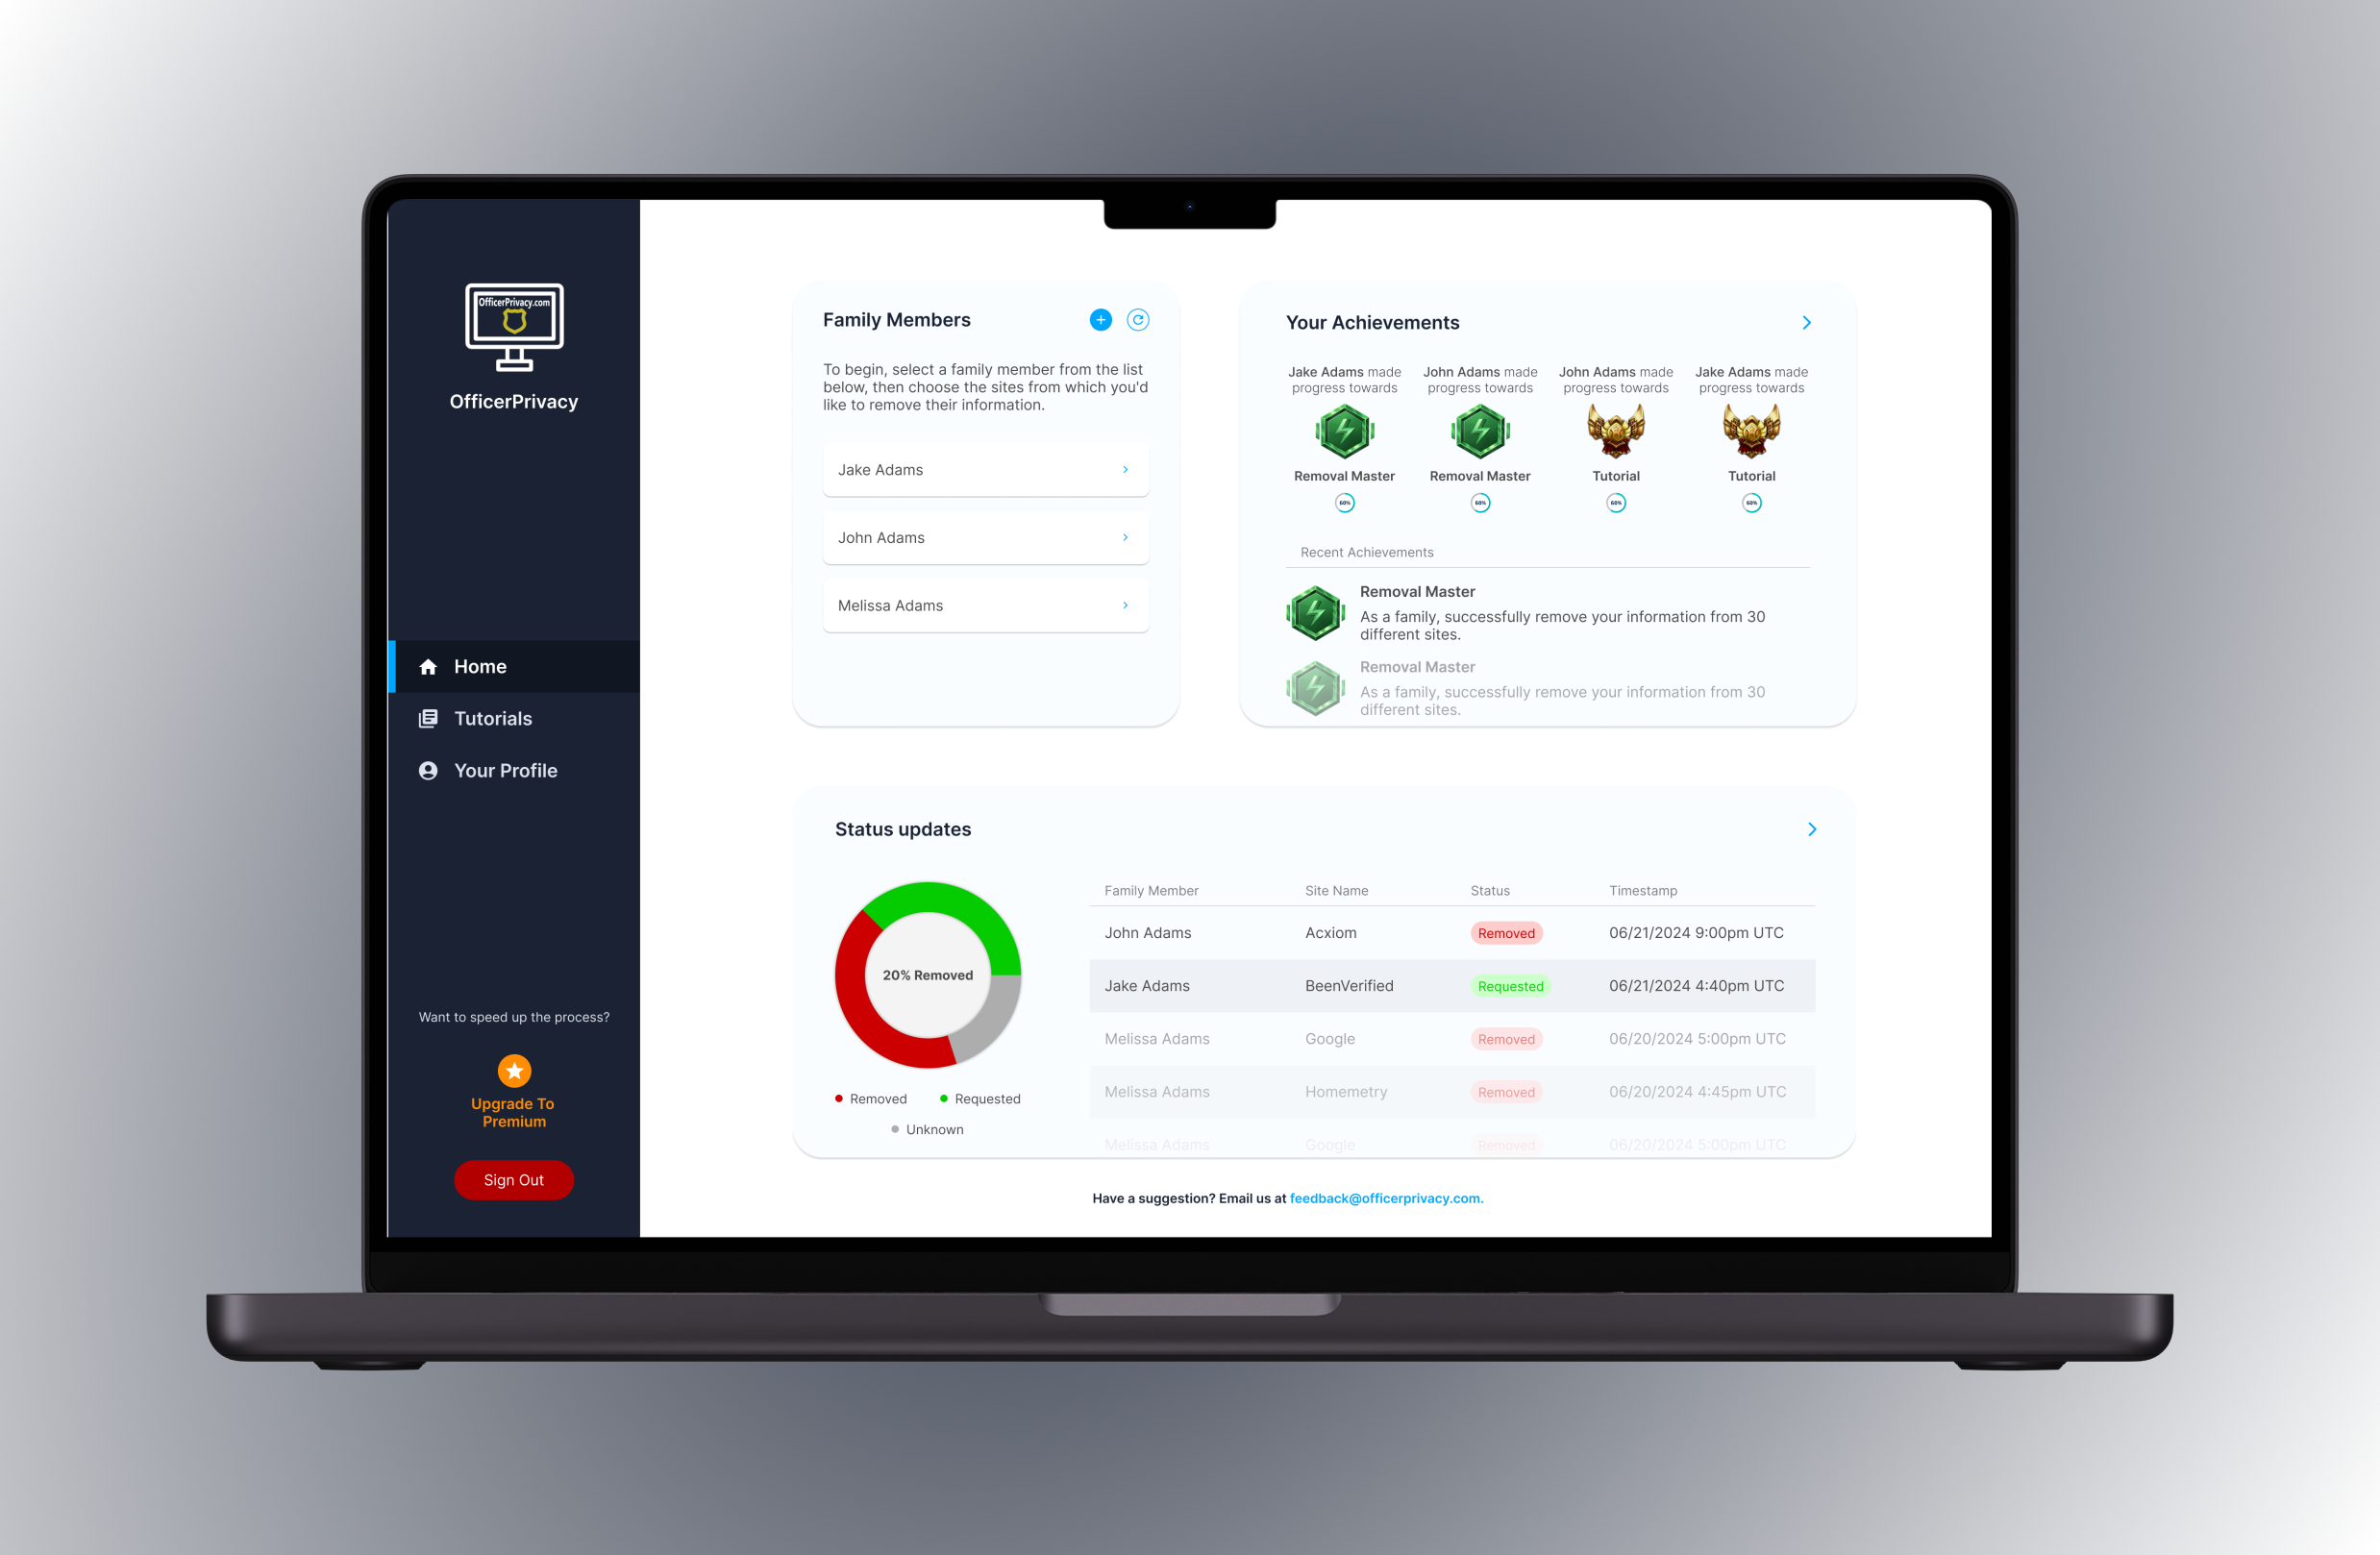 OfficerPrivacy.com
OfficerPrivacy
Home
Tutorials
Your Profile
Want to speed up the process?
Upgrade To
Premium
Sign Out
Family Members
To begin, select a family member from the list
below, then choose the sites from which you'd
like to remove their information.
Jake Adams
John Adams
Melissa Adams
Your Achievements
Jake Adams made
progress towards
Removal Master
60%
John Adams made
progress towards
Removal Master
60%
John Adams made
progress towards
Tutorial
60%
Jake Adams made
progress towards
Tutorial
60%
Recent Achievements
Removal Master
As a family, successfully remove your information from 30
different sites.
Removal Master
As a family, successfully remove your information from 30
different sites.
Status updates
20% Removed
Removed
Requested
Unknown
Family Member Site Name Status Timestamp
John Adams Acxiom Removed 06/21/2024 9:00pm UTC
Jake Adams BeenVerified Requested 06/21/2024 4:40pm UTC
Melissa Adams Google Removed 06/20/2024 5:00pm UTC
Melissa Adams Homemetry Removed 06/20/2024 4:45pm UTC
Melissa Adams Google Removed 06/20/2024 5:00pm UTC
Have a suggestion? Email us at feedback@officerprivacy.com.